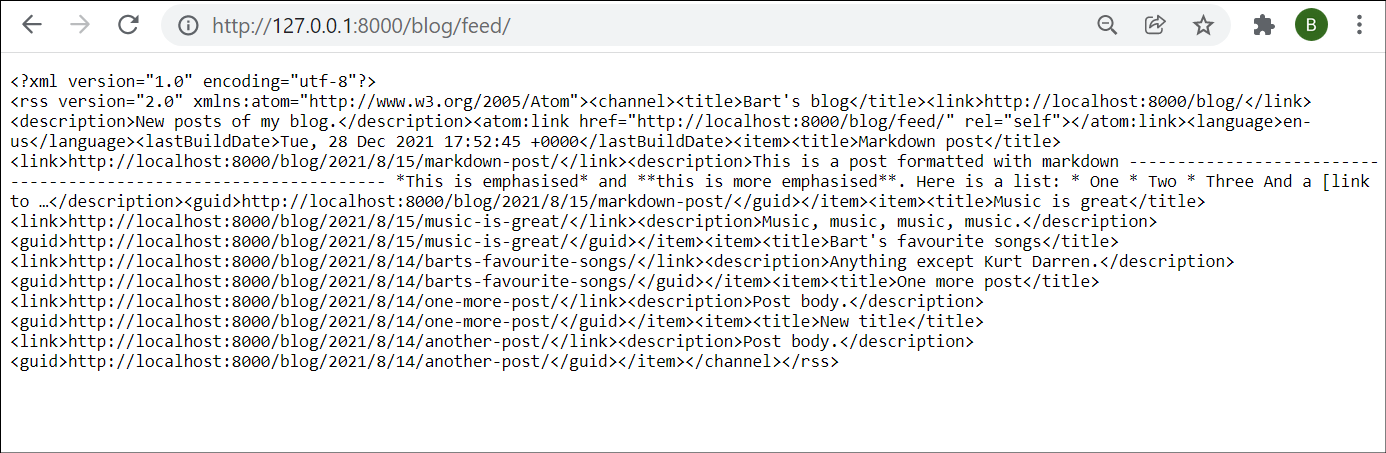 http://127.0.0.1:8000/blog/feed/
B
<?xml version="1.0" encoding="utf-8"?>
<rss version="2.0" xmlns:atom="http://www.w3.org/2005/Atom"><channel><title>Bart's blog</title><link>http://localhost:8000/blog/</link>
<description>New posts of my blog.</description><atom:link href="http://localhost:8000/blog/feed/" rel="self"></atom:link><language>en-
us</language><lastBuildDate>Tue, 28 Dec 2021 17:52:45 +0000</lastBuildDate><item><title>Markdown post</title>
<link>http://localhost:8000/blog/2021/8/15/markdown-post/</link><description>This is a post formatted with markdown --------------------------
--------------------------------------- *This is emphasised* and **this is more emphasised**. Here is a list: * One * Two * Three And a [link
to …</description><guid>http://localhost:8000/blog/2021/8/15/markdown-post/</guid></item><item><title>Music is great</title>
<link>http://localhost:8000/blog/2021/8/15/music-is-great/</link><description>Music, music, music, music.</description>
<guid>http://localhost:8000/blog/2021/8/15/music-is-great/</guid></item><item><title>Bart's favourite songs</title>
<link>http://localhost:8000/blog/2021/8/14/barts-favourite-songs/</link><description>Anything except Kurt Darren.</description>
<guid>http://localhost:8000/blog/2021/8/14/barts-favourite-songs/</guid></item><item><title>One more post</title>
<link>http://localhost:8000/blog/2021/8/14/one-more-post/</link><description>Post body.</description>
<guid>http://localhost:8000/blog/2021/8/14/one-more-post/</guid></item><item><title>New title</title>
<link>http://localhost:8000/blog/2021/8/14/another-post/</link><description>Post body.</description>
<guid>http://localhost:8000/blog/2021/8/14/another-post/</guid></item></channel></rss>